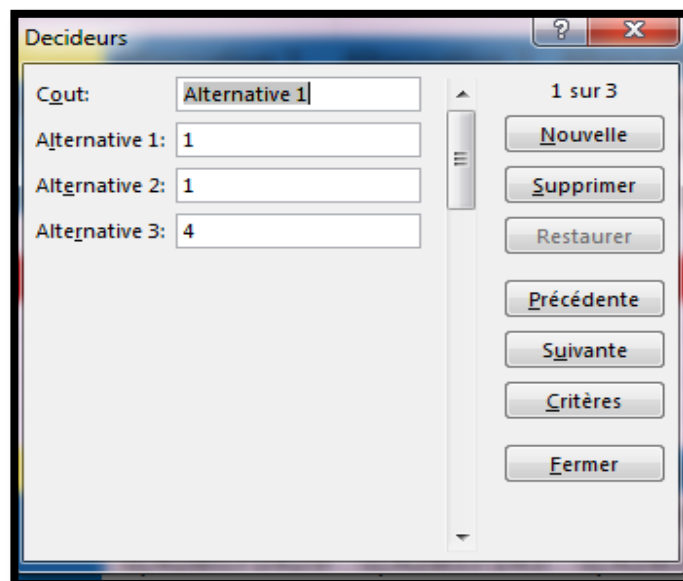 Decideurs
Cout: Alternative 1
Alternative 1: 1
Alternative 2: 1
Alternative 3: 4
1 sur 3
Nouvelle
Supprimer
Restaurer
Précédente
Suivante
Critères
Fermer